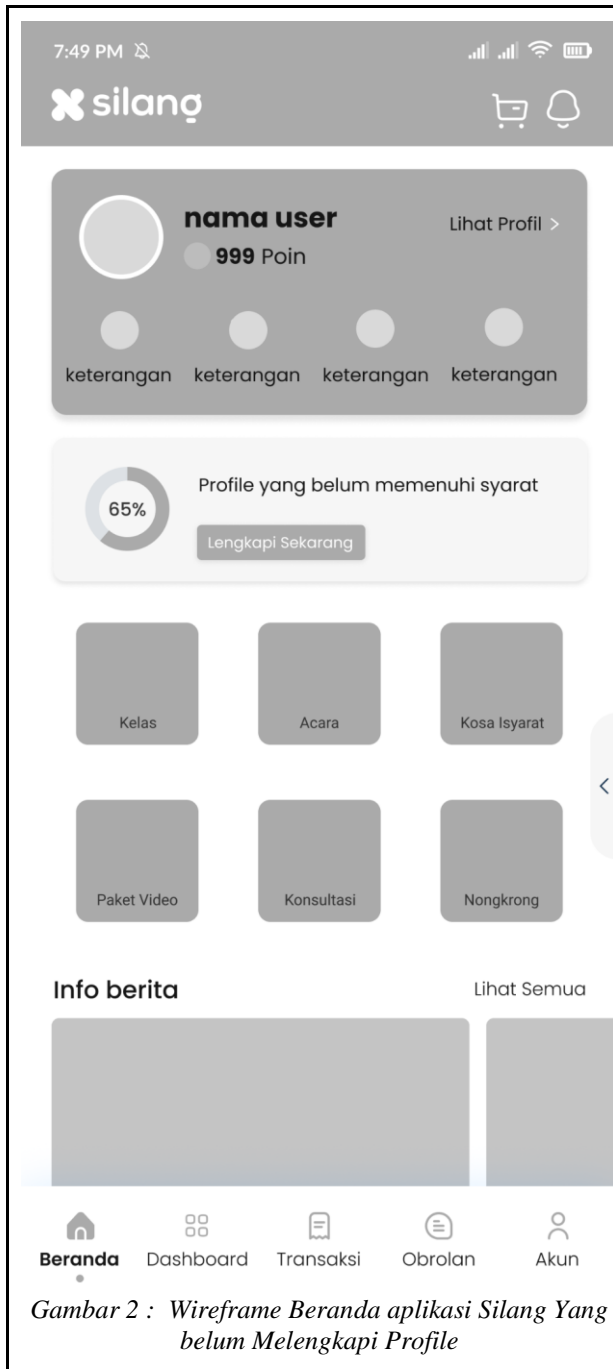 7:49 PM
silang
nama user
Lihat Profil >
999 Poin
keterangan keterangan keterangan keterangan
65%
Profile yang belum memenuhi syarat
Lengkapi Sekarang
Kelas Acara Kosa Isyarat
Paket Video Konsultasi Nongkrong
Info berita Lihat Semua
Beranda Dashboard Transaksi Obrolan Akun
Gambar 2 : Wireframe Beranda aplikasi Silang Yang
belum Melengkapi Profile